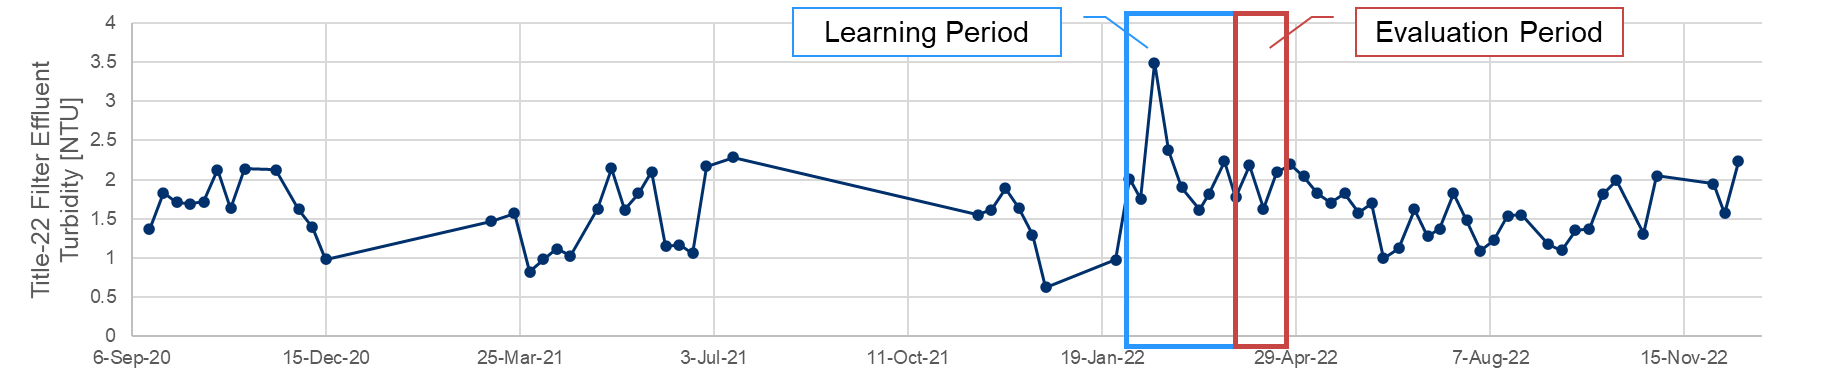 Learning Period
Evaluation Period
Title-22 Filter Effluent
Turbidity [NTU]
4
3.5
3
2.5
2
1.5
1
0.5
0
6-Sep-20
15-Dec-20
25-Mar-21
3-Jul-21
11-Oct-21
19-Jan-22
29-Apr-22
7-Aug-22
15-Nov-22